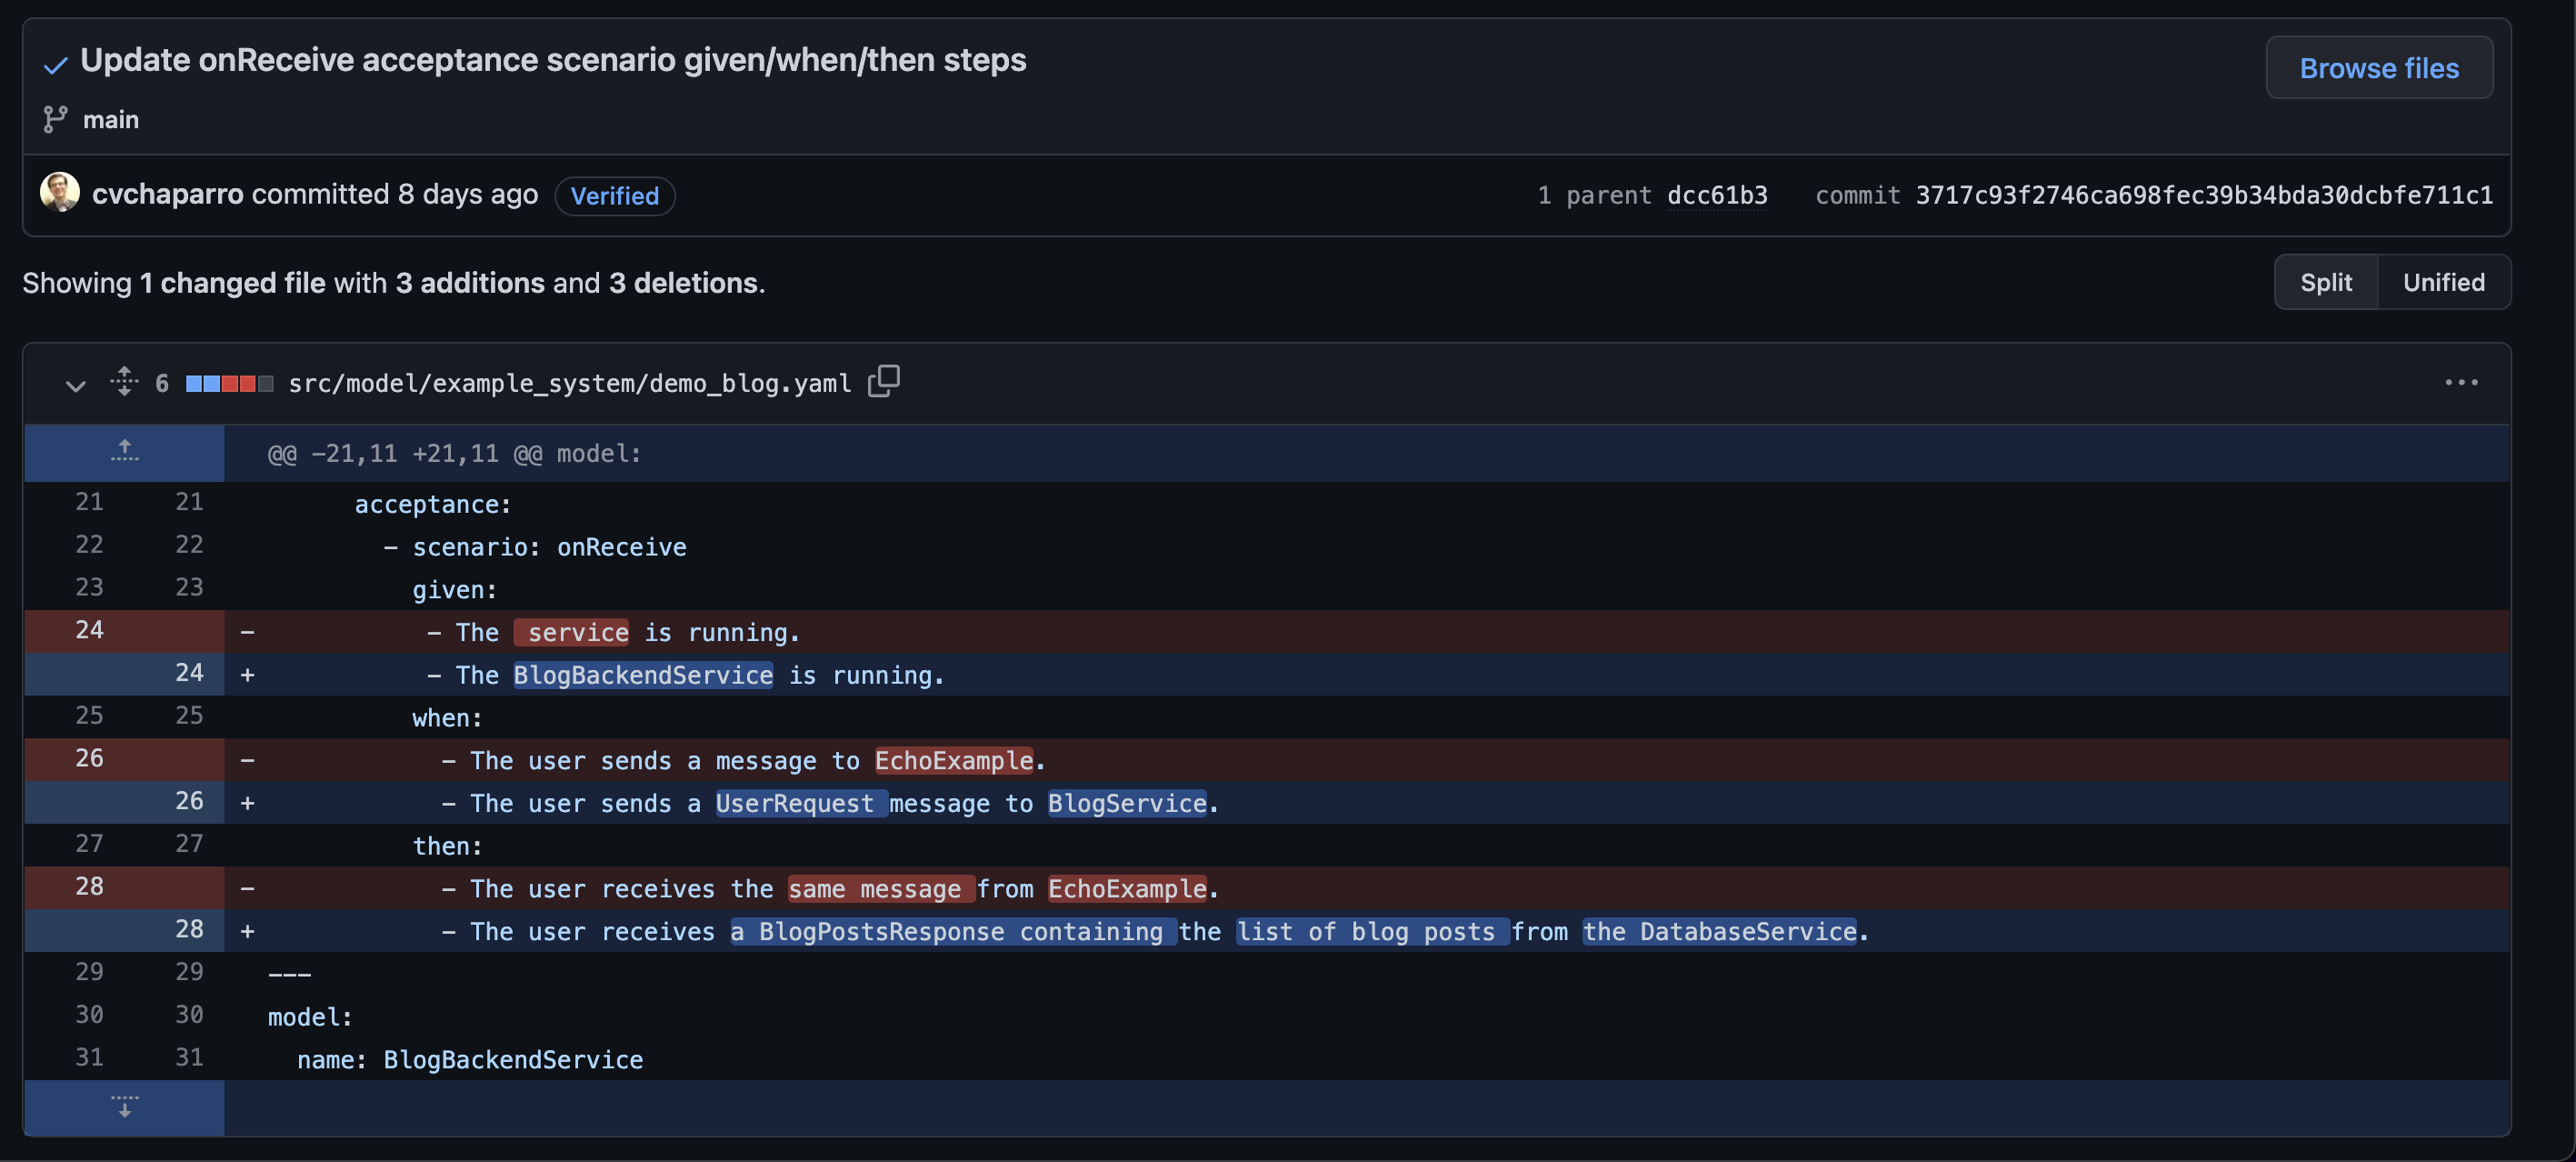 Update onReceive acceptance scenario given/when/then steps
Browse files
main
cvchaparro committed 8 days ago Verified 1 parent dcc61b3 commit 3717c93f2746ca698fec39b34bda30dcbfe711c1
Showing 1 changed file with 3 additions and 3 deletions.
Split Unified
6 src/model/example_system/demo_blog.yaml
@@ -21,11 +21,11 @@ model:
21 21 acceptance:
22 22 - scenario: onReceive
23 23 given:
24 - - The  service is running.
24 + - The BlogBackendService is running.
25 25 when:
26 - - The user sends a message to EchoExample.
26 + - The user sends a UserRequest message to BlogService.
27 27 then:
28 - - The user receives the same message from EchoExample.
28 + - The user receives a BlogPostsResponse containing the list of blog posts from the DatabaseService.
29 29 ---
30 30 model:
31 31 name: BlogBackendService